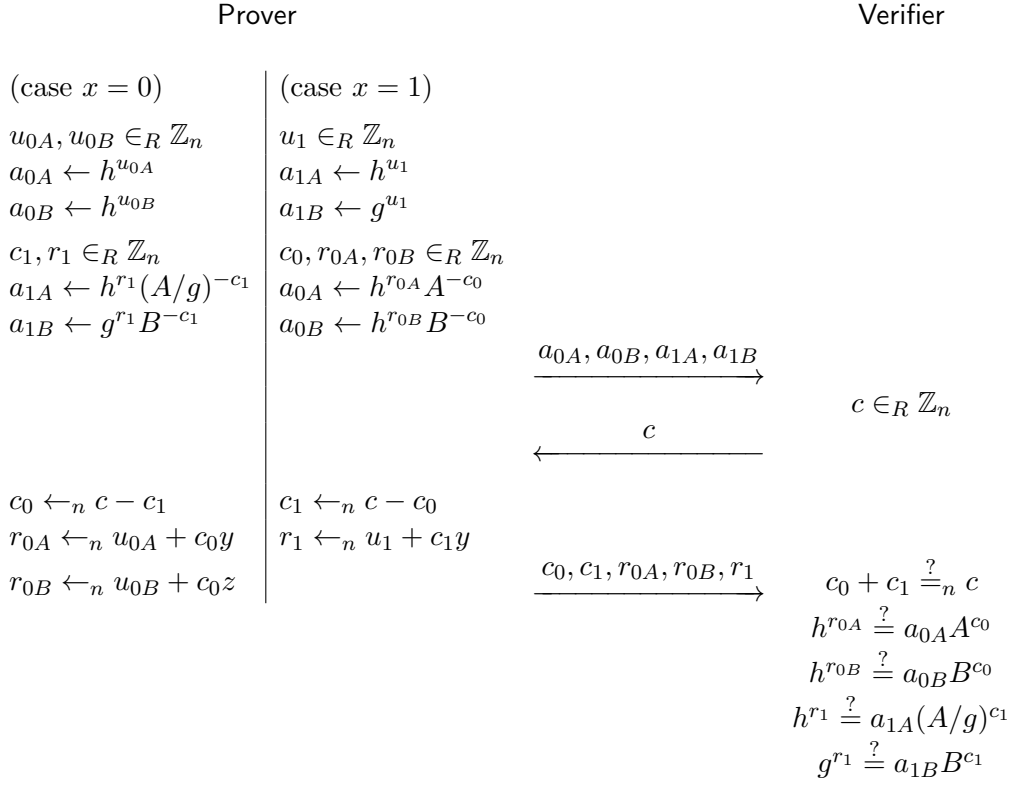 Prover Verifier
(case x = 0) (case x = 1)
u_{0A}, u_{0B} ∈_R ℤ_n u_1 ∈_R ℤ_n
a_{0A} ← h^{u_{0A}} a_{1A} ← h^{u_1}
a_{0B} ← h^{u_{0B}} a_{1B} ← g^{u_1}
c_1, r_1 ∈_R ℤ_n c_0, r_{0A}, r_{0B} ∈_R ℤ_n
a_{1A} ← h^{r_1}(A/g)^{-c_1} a_{0A} ← h^{r_{0A}}A^{-c_0}
a_{1B} ← g^{r_1}B^{-c_1} a_{0B} ← h^{r_{0B}}B^{-c_0}
a_{0A}, a_{0B}, a_{1A}, a_{1B}
c ∈_R ℤ_n
c
c_0 ←_n c − c_1 c_1 ←_n c − c_0
r_{0A} ←_n u_{0A} + c_0y r_1 ←_n u_1 + c_1y
r_{0B} ←_n u_{0B} + c_0z c_0, c_1, r_{0A}, r_{0B}, r_1 c_0 + c_1 ≟_n c
h^{r_{0A}} ≟ a_{0A}A^{c_0}
h^{r_{0B}} ≟ a_{0B}B^{c_0}
h^{r_1} ≟ a_{1A}(A/g)^{c_1}
g^{r_1} ≟ a_{1B}B^{c_1}